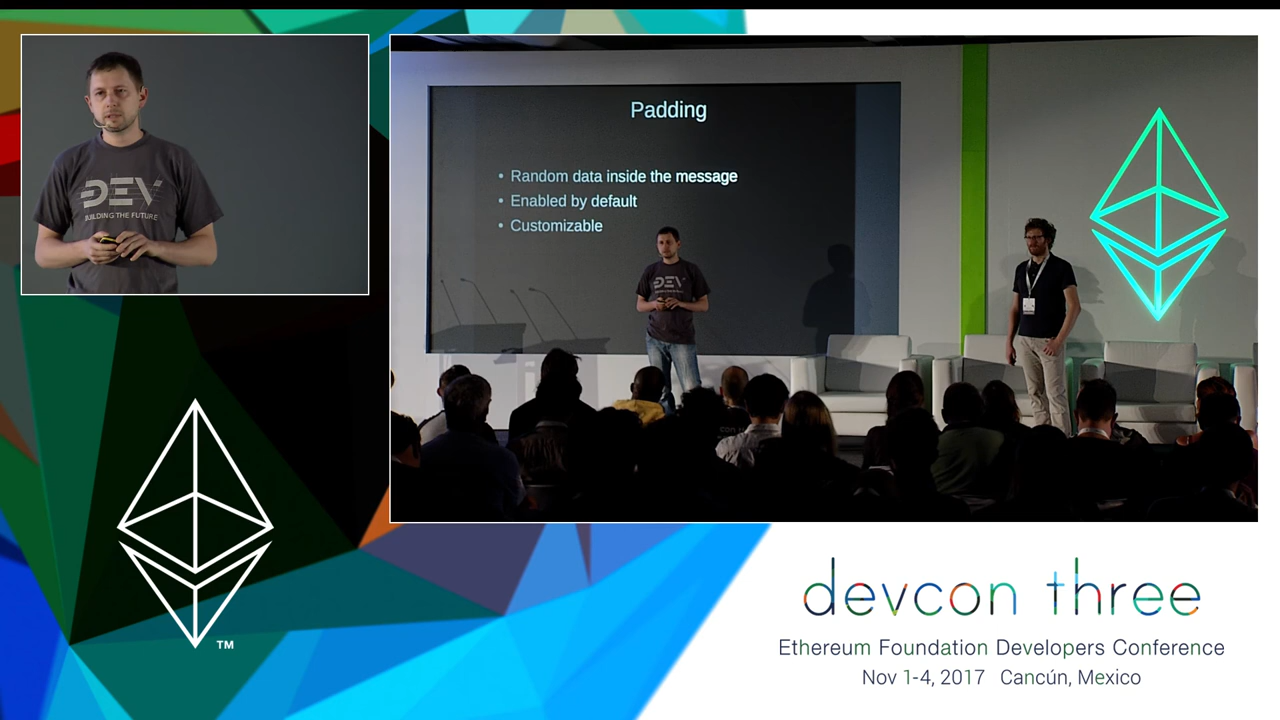 DEV
BUILDING THE FUTURE
Padding
• Random data inside the message
• Enabled by default
• Customizable
DEV
TM
devcon three
Ethereum Foundation Developers Conference
Nov 1-4, 2017 Cancún, Mexico